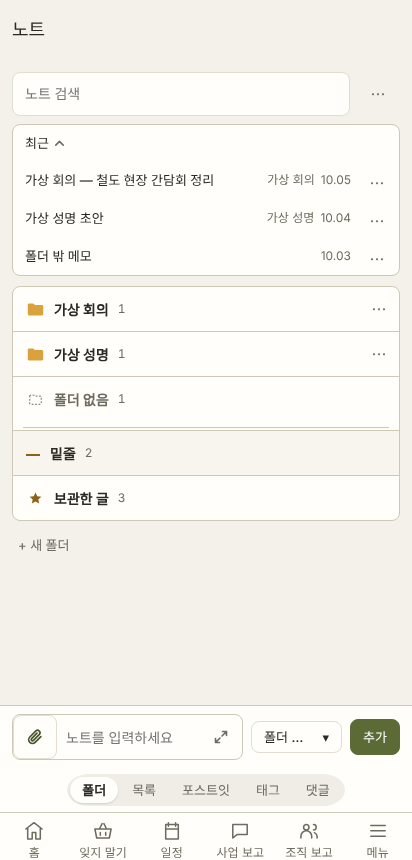 노트
노트 검색 ...
최근
가상 회의 — 철도 현장 간담회 정리 가상 회의 10.05 ...
가상 성명 초안 가상 성명 10.04 ...
폴더 밖 메모 10.03 ...
가상 회의 1 ...
가상 성명 1 ...
폴더 없음 1
밑줄 2
보관한 글 3
+ 새 폴더
노트를 입력하세요 폴더 ... ▾ 추가
폴더 목록 포스트잇 태그 댓글
홈 잊지 말기 일정 사업 보고 조직 보고 메뉴